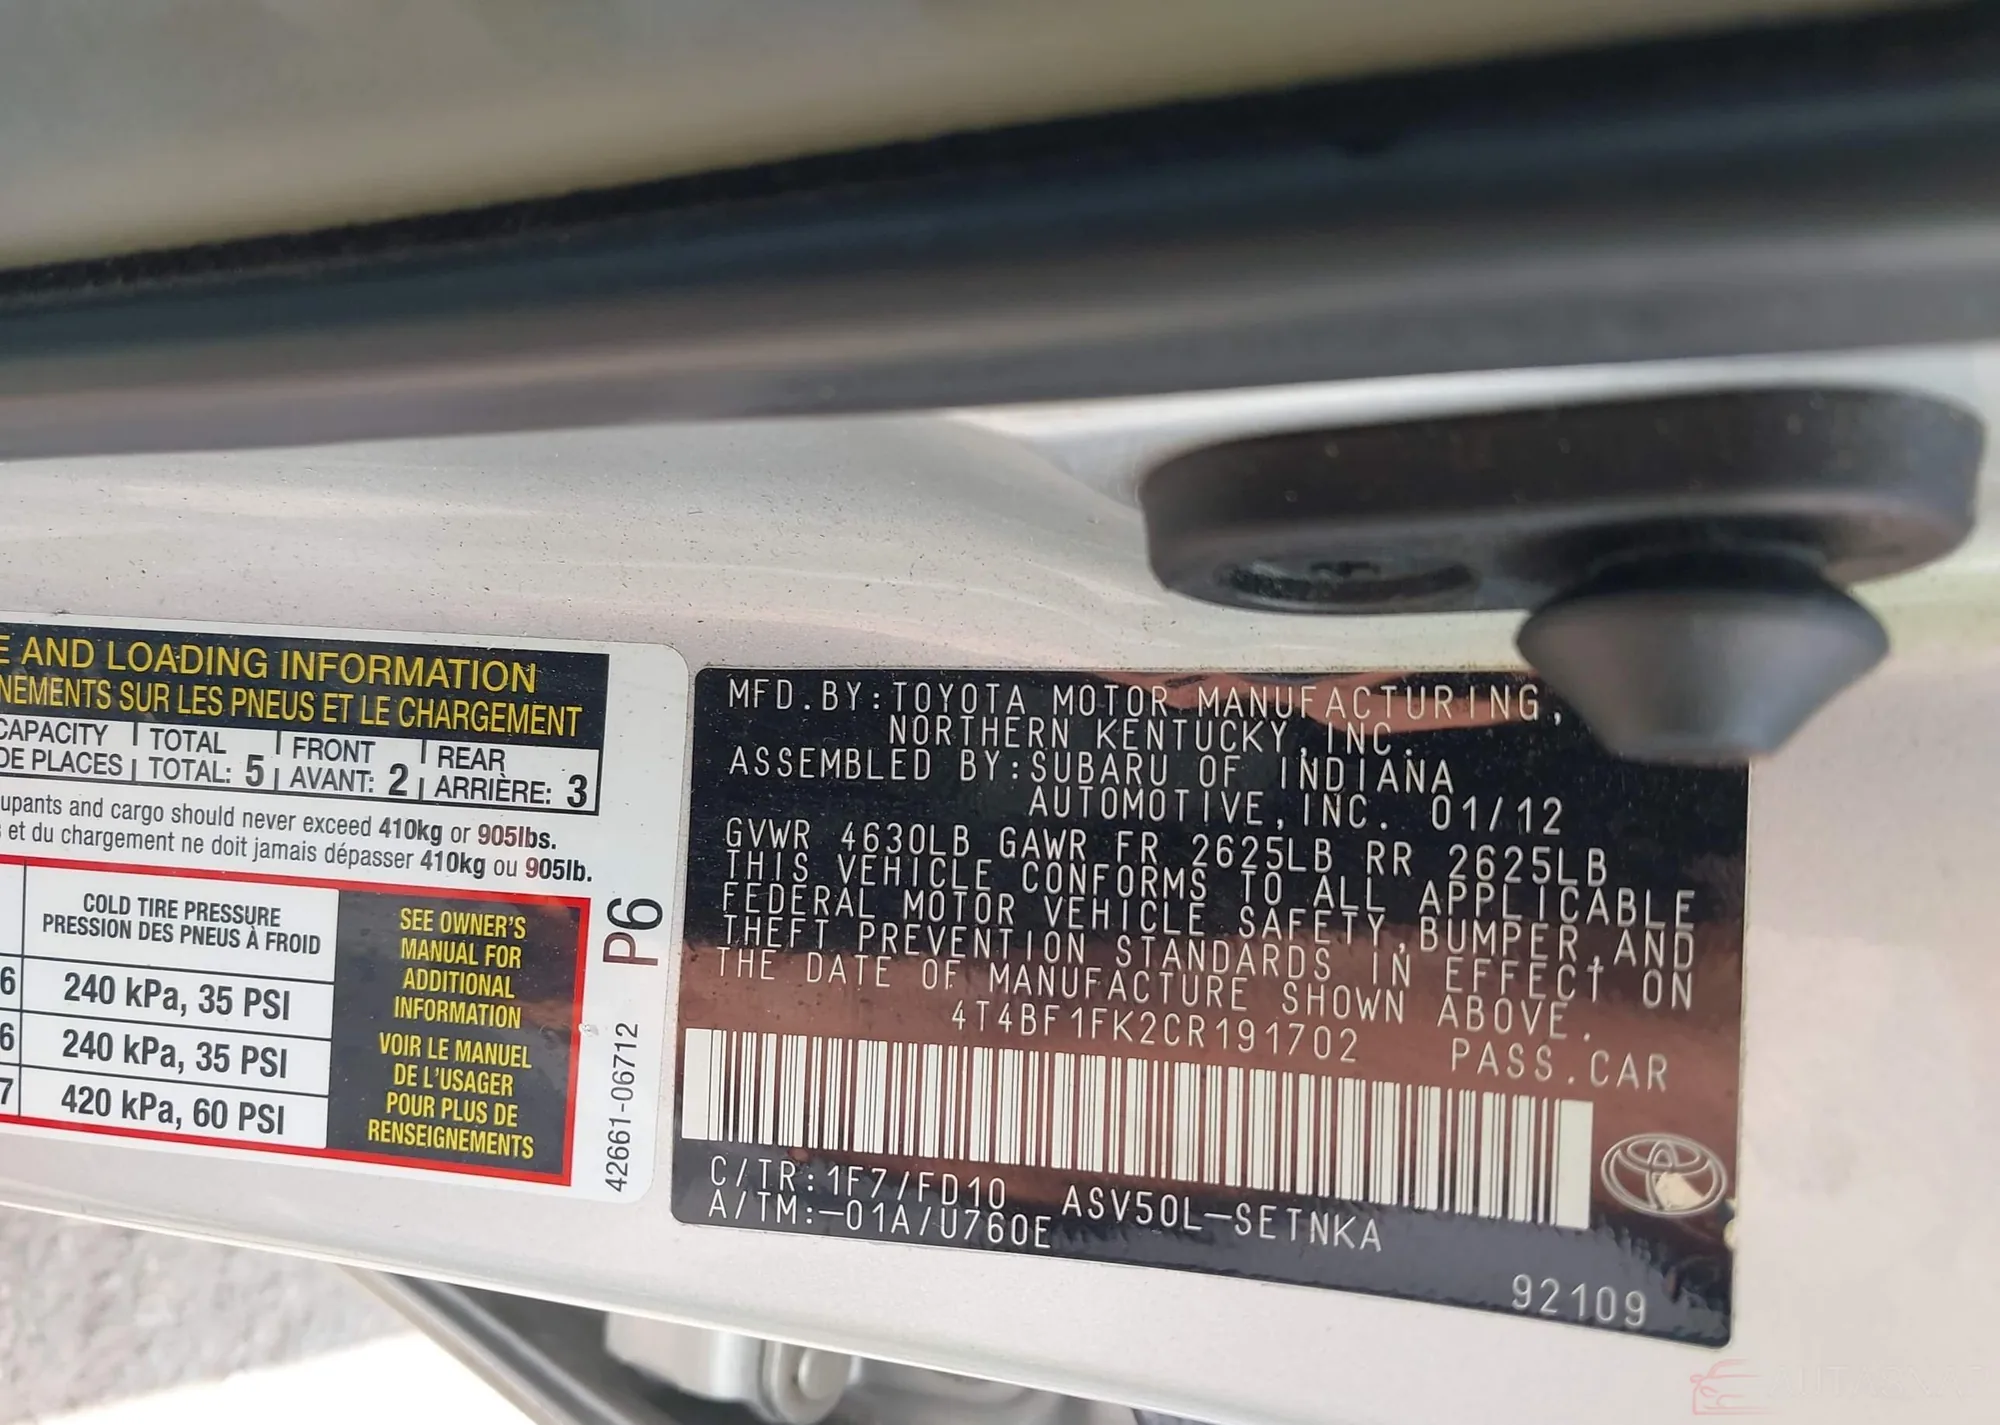 E AND LOADING INFORMATION
NEMENTS SUR LES PNEUS ET LE CHARGEMENT
CAPACITY TOTAL FRONT REAR
DE PLACES TOTAL: 5 AVANT: 2 ARRIÈRE: 3
upants and cargo should never exceed 410kg or 905lbs.
et du chargement ne doit jamais dépasser 410kg ou 905lb.
COLD TIRE PRESSURE
PRESSION DES PNEUS À FROID
6 240 kPa, 35 PSI
6 240 kPa, 35 PSI
7 420 kPa, 60 PSI
SEE OWNER'S
MANUAL FOR
ADDITIONAL
INFORMATION
VOIR LE MANUEL
DE L'USAGER
POUR PLUS DE
RENSEIGNEMENTS
P6
42661-06712
MFD.BY:TOYOTA MOTOR MANUFACTURING,
NORTHERN KENTUCKY,INC.
ASSEMBLED BY:SUBARU OF INDIANA
AUTOMOTIVE,INC. 01/12
GVWR 4630LB GAWR FR 2625LB RR 2625LB
THIS VEHICLE CONFORMS TO ALL APPLICABLE
FEDERAL MOTOR VEHICLE SAFETY,BUMPER,AND
THEFT PREVENTION STANDARDS IN EFFECT ON
THE DATE OF MANUFACTURE SHOWN ABOVE.
4T4BF1FK2CR191702 PASS.CAR
C/TR:1F7/FD10 ASV50L-SETNKA
A/TM:-01A/U760E
92109